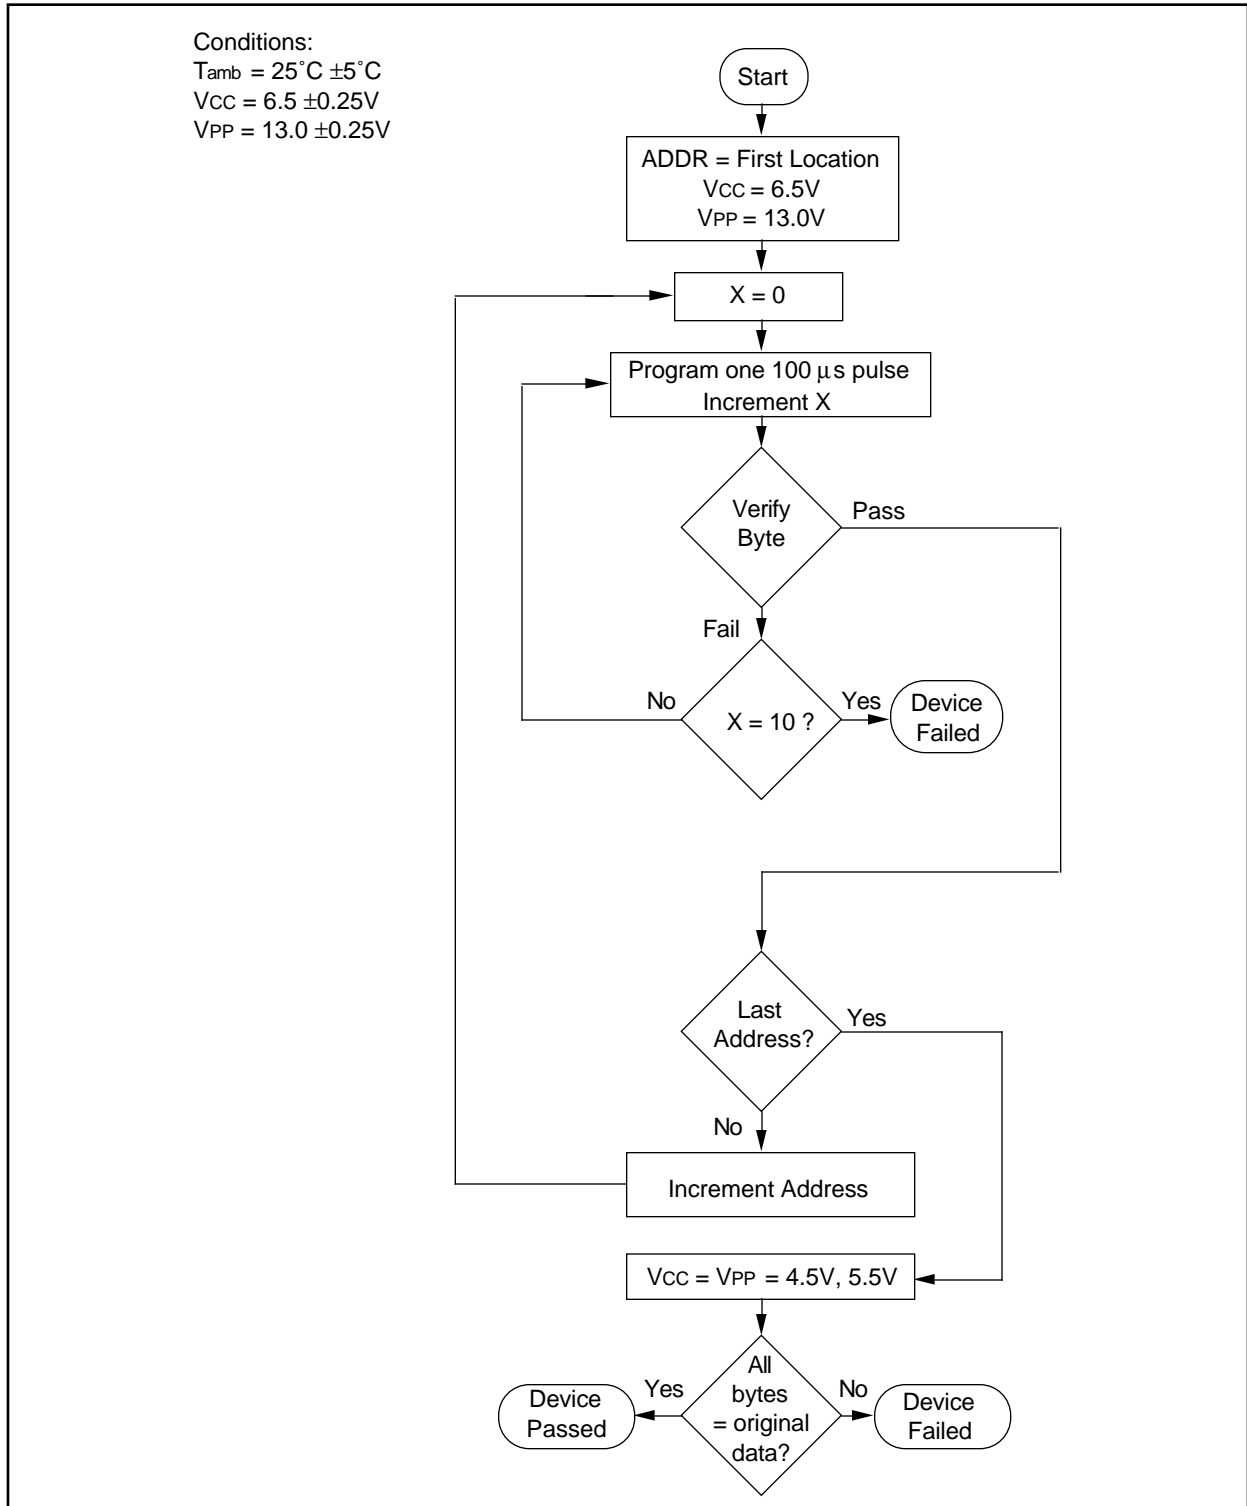 Conditions:
Tamb = 25˚C ±5˚C
VCC = 6.5 ±0.25V
VPP = 13.0 ±0.25V
Start
ADDR = First Location
VCC = 6.5V
VPP = 13.0V
X = 0
Program one 100 µs pulse
Increment X
Verify
Byte
Pass
Fail
No
X = 10 ?
Yes
Device
Failed
Last
Address?
Yes
No
Increment Address
VCC = VPP = 4.5V, 5.5V
Device
Passed
Yes
All
bytes
= original
data?
No
Device
Failed